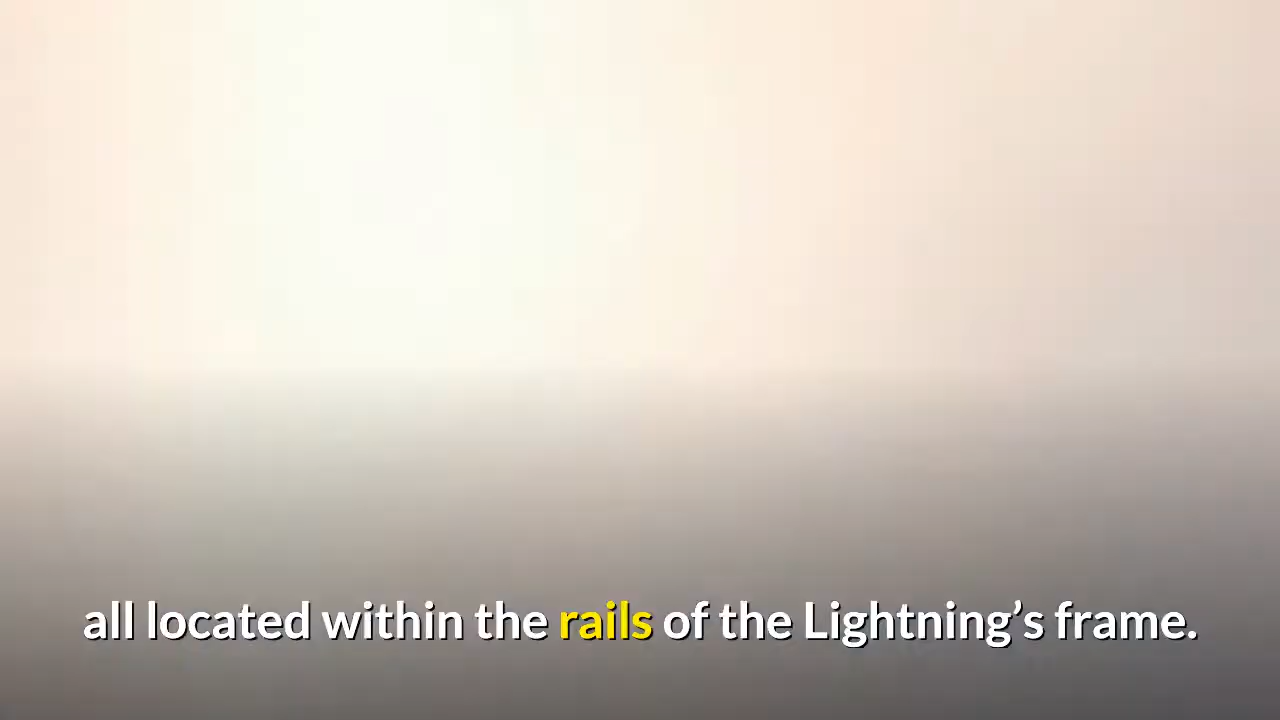 all located within the rails of the Lightning’s frame.